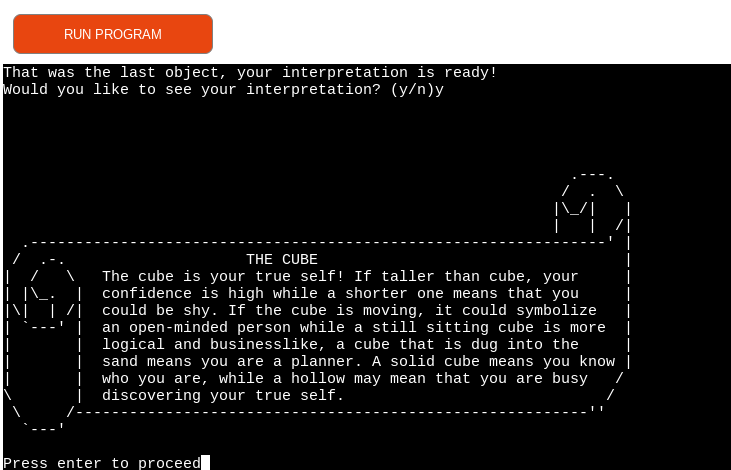 RUN PROGRAM
That was the last object, your interpretation is ready!
Would you like to see your interpretation? (y/n)y
THE CUBE
The cube is your true self! If taller than cube, your
confidence is high while a shorter one means that you
could be shy. If the cube is moving, it could symbolize
an open-minded person while a still sitting cube is more
logical and businesslike, a cube that is dug into the
sand means you are a planner. A solid cube means you know
who you are, while a hollow may mean that you are busy
discovering your true self.
Press enter to proceed